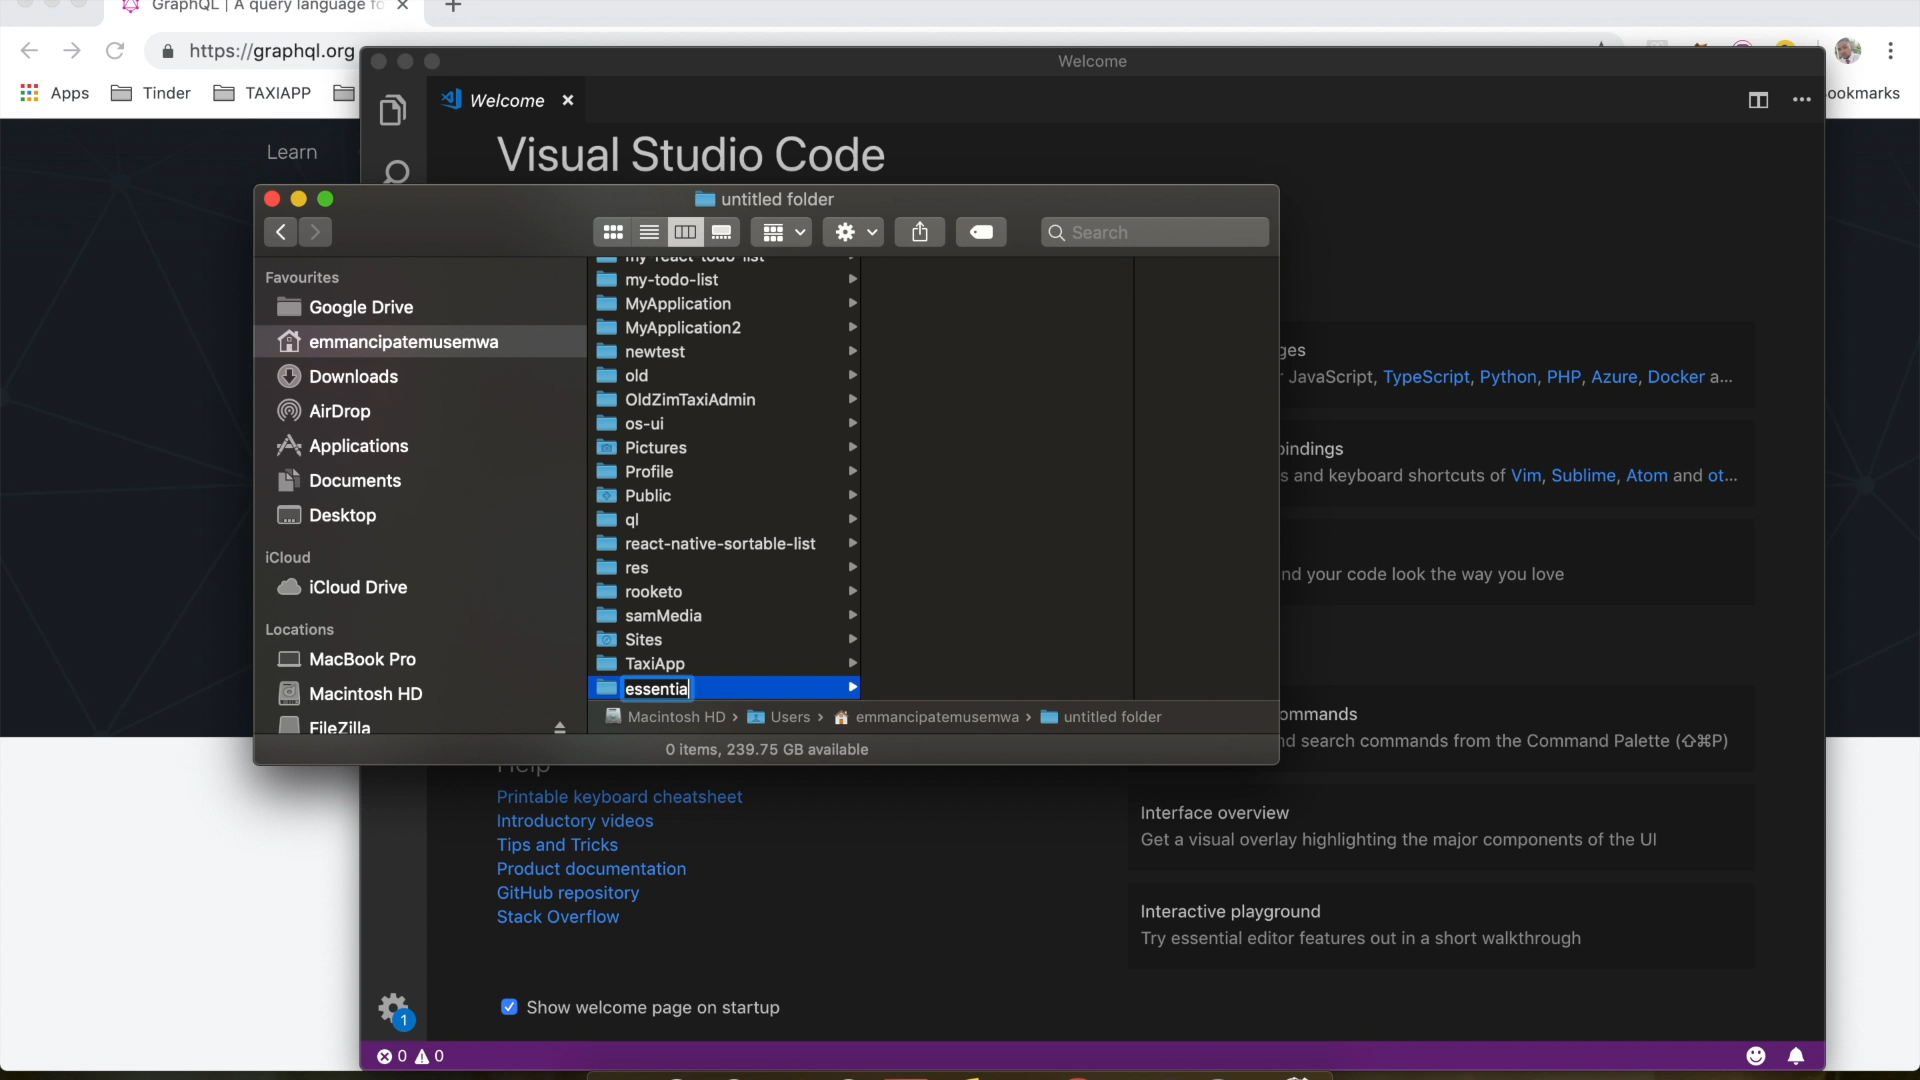 GraphQL | A query language fo
https://graphql.org
Apps
Tinder
TAXIAPP
ookmarks
Learn
Welcome
Welcome
Visual Studio Code
untitled folder
Search
Favourites
Google Drive
emmancipatemusemwa
Downloads
AirDrop
Applications
Documents
Desktop
iCloud
iCloud Drive
Locations
MacBook Pro
Macintosh HD
FileZilla
my-react-todo-list
my-todo-list
MyApplication
MyApplication2
newtest
old
OldZimTaxiAdmin
os-ui
Pictures
Profile
Public
ql
react-native-sortable-list
res
rooketo
samMedia
Sites
TaxiApp
essentia
Macintosh HD › Users › emmancipatemusemwa › untitled folder
0 items, 239.75 GB available
ges
JavaScript, TypeScript, Python, PHP, Azure, Docker a...
indings
s and keyboard shortcuts of Vim, Sublime, Atom and ot...
nd your code look the way you love
ommands
nd search commands from the Command Palette (⇧⌘P)
Interface overview
Get a visual overlay highlighting the major components of the UI
Interactive playground
Try essential editor features out in a short walkthrough
Help
Printable keyboard cheatsheet
Introductory videos
Tips and Tricks
Product documentation
GitHub repository
Stack Overflow
Show welcome page on startup
1
0 0